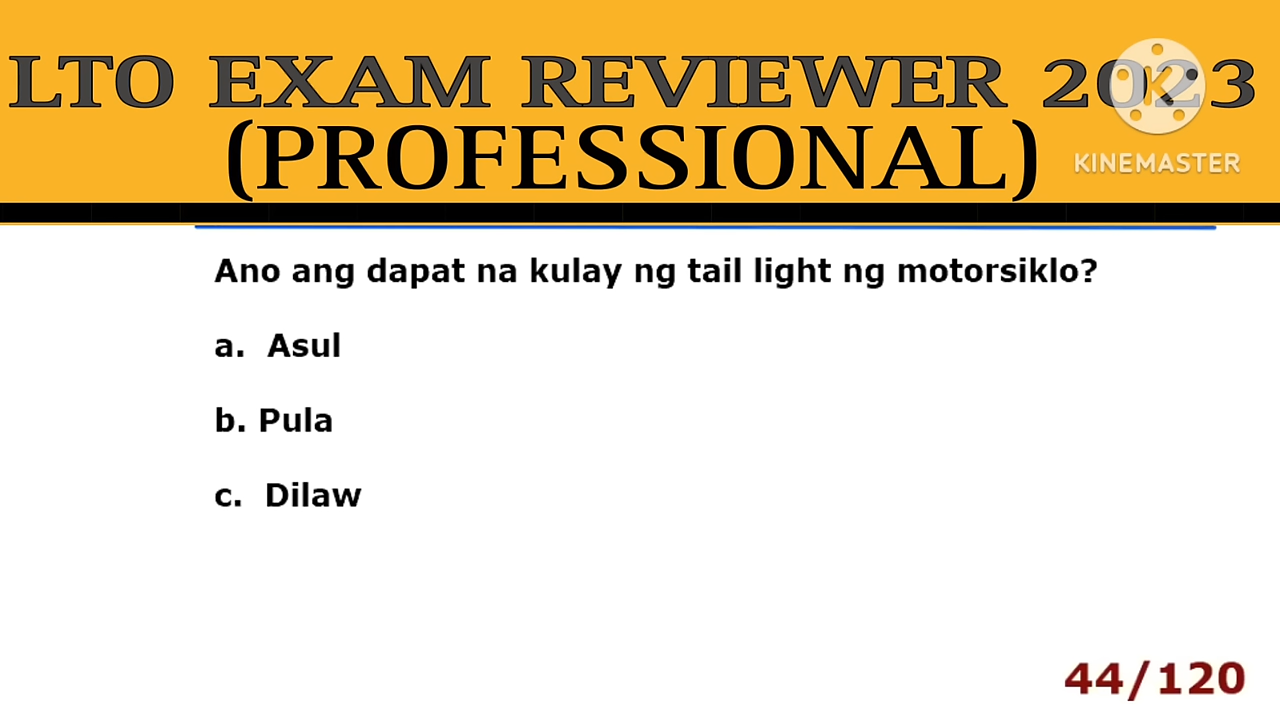 LTO EXAM REVIEWER 2023
(PROFESSIONAL)
KINEMASTER
Ano ang dapat na kulay ng tail light ng motorsiklo?
a. Asul
b. Pula
c. Dilaw
44/120